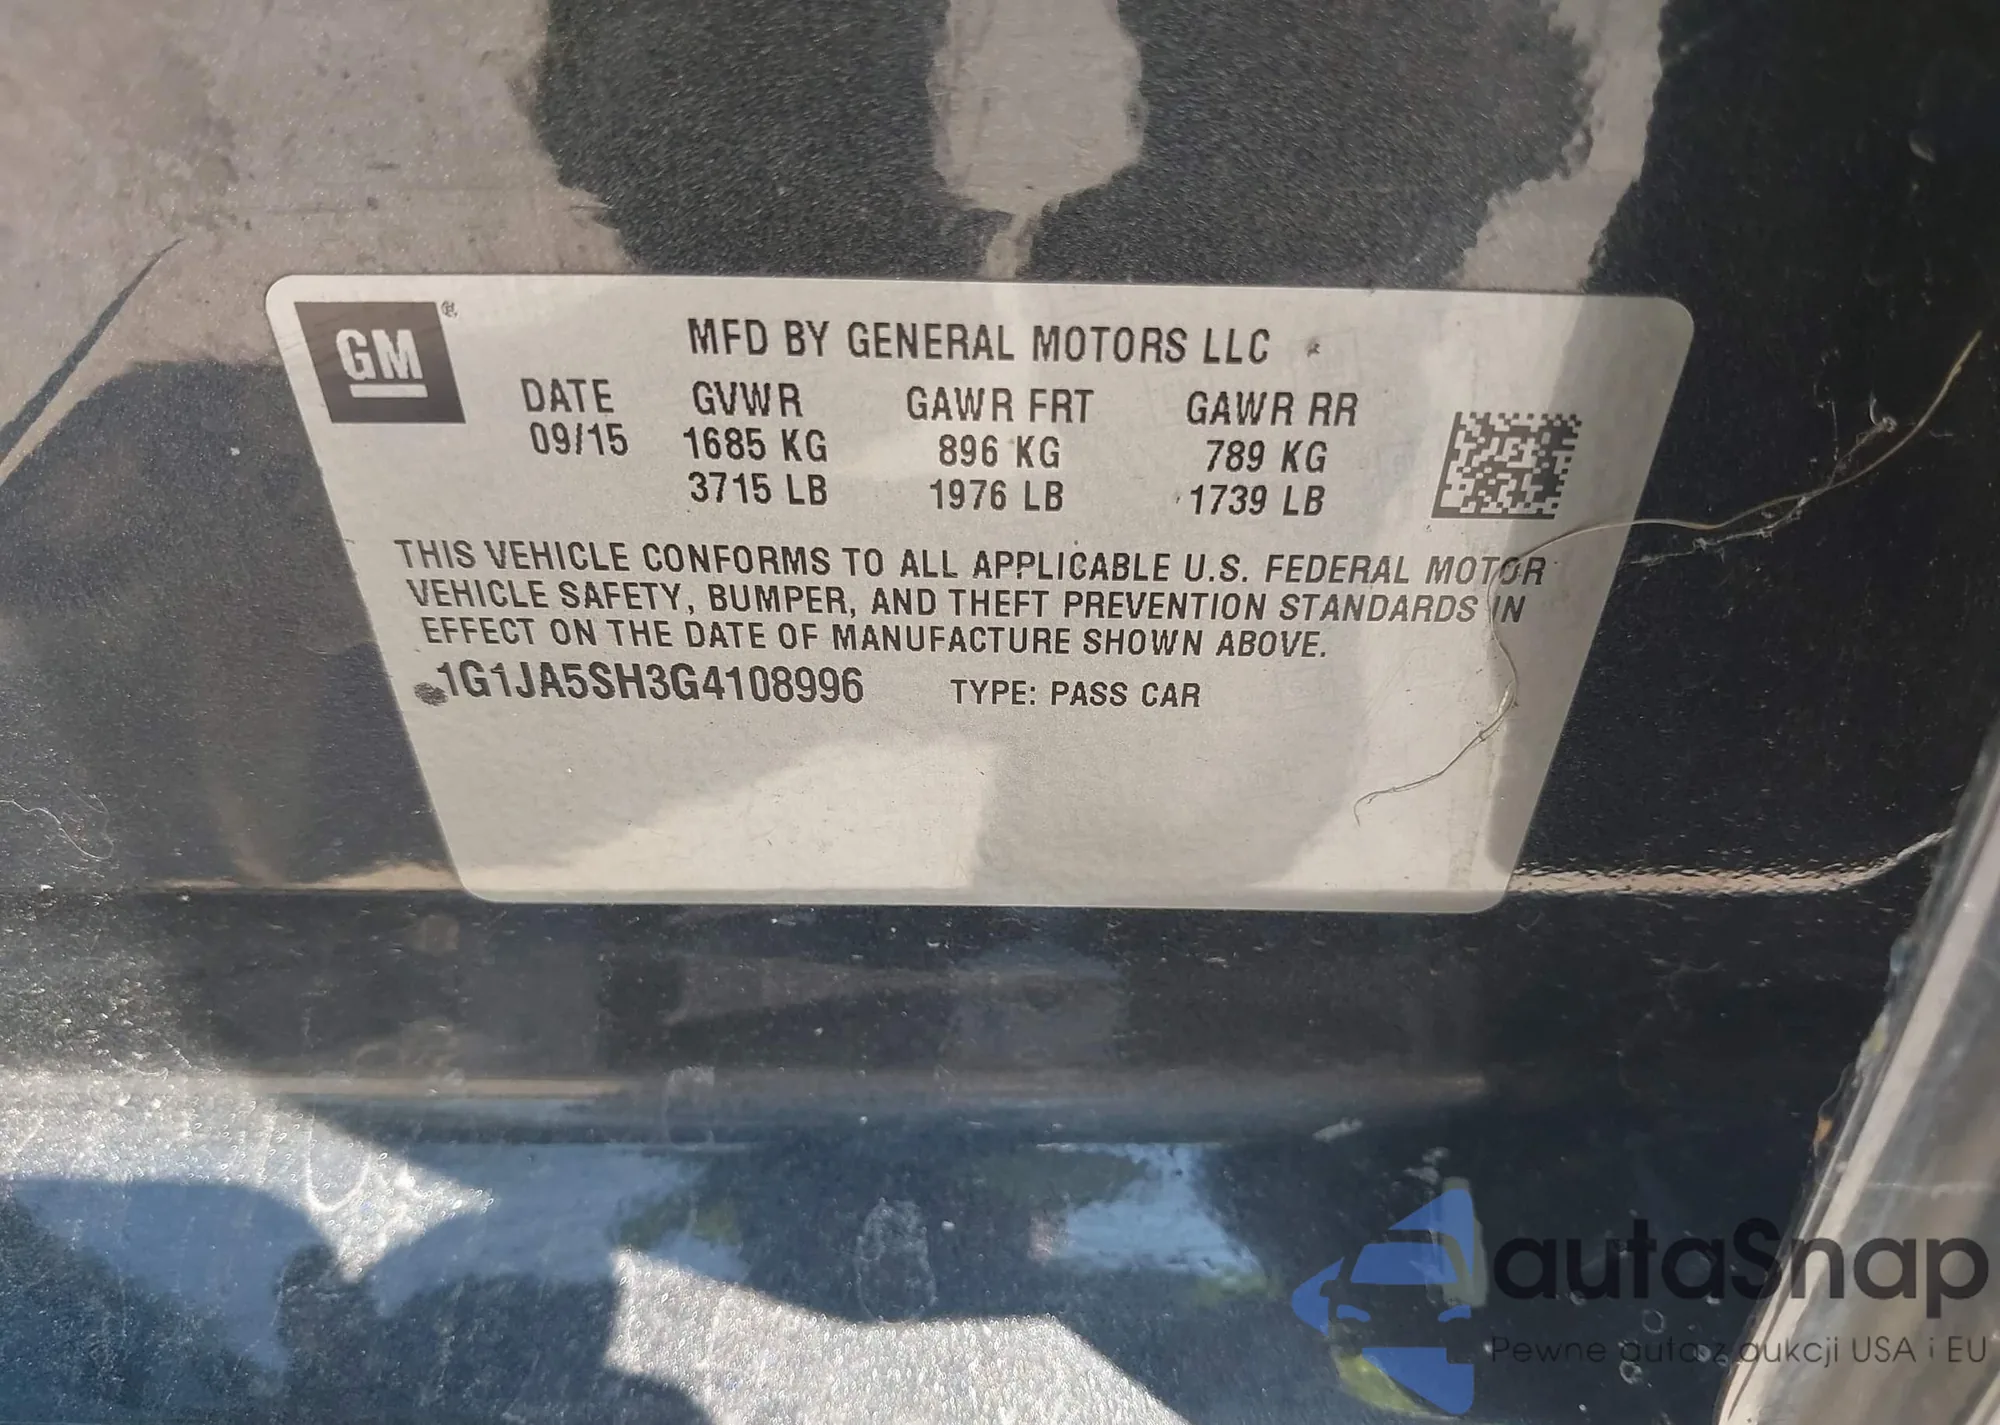 GM ®
MFD BY GENERAL MOTORS LLC
DATE GVWR GAWR FRT GAWR RR
09/15 1685 KG 896 KG 789 KG
3715 LB 1976 LB 1739 LB
THIS VEHICLE CONFORMS TO ALL APPLICABLE U.S. FEDERAL MOTOR
VEHICLE SAFETY, BUMPER, AND THEFT PREVENTION STANDARDS IN
EFFECT ON THE DATE OF MANUFACTURE SHOWN ABOVE.
1G1JA5SH3G4108996 TYPE: PASS CAR
autaSnap
Pewne auta z aukcji USA i EU